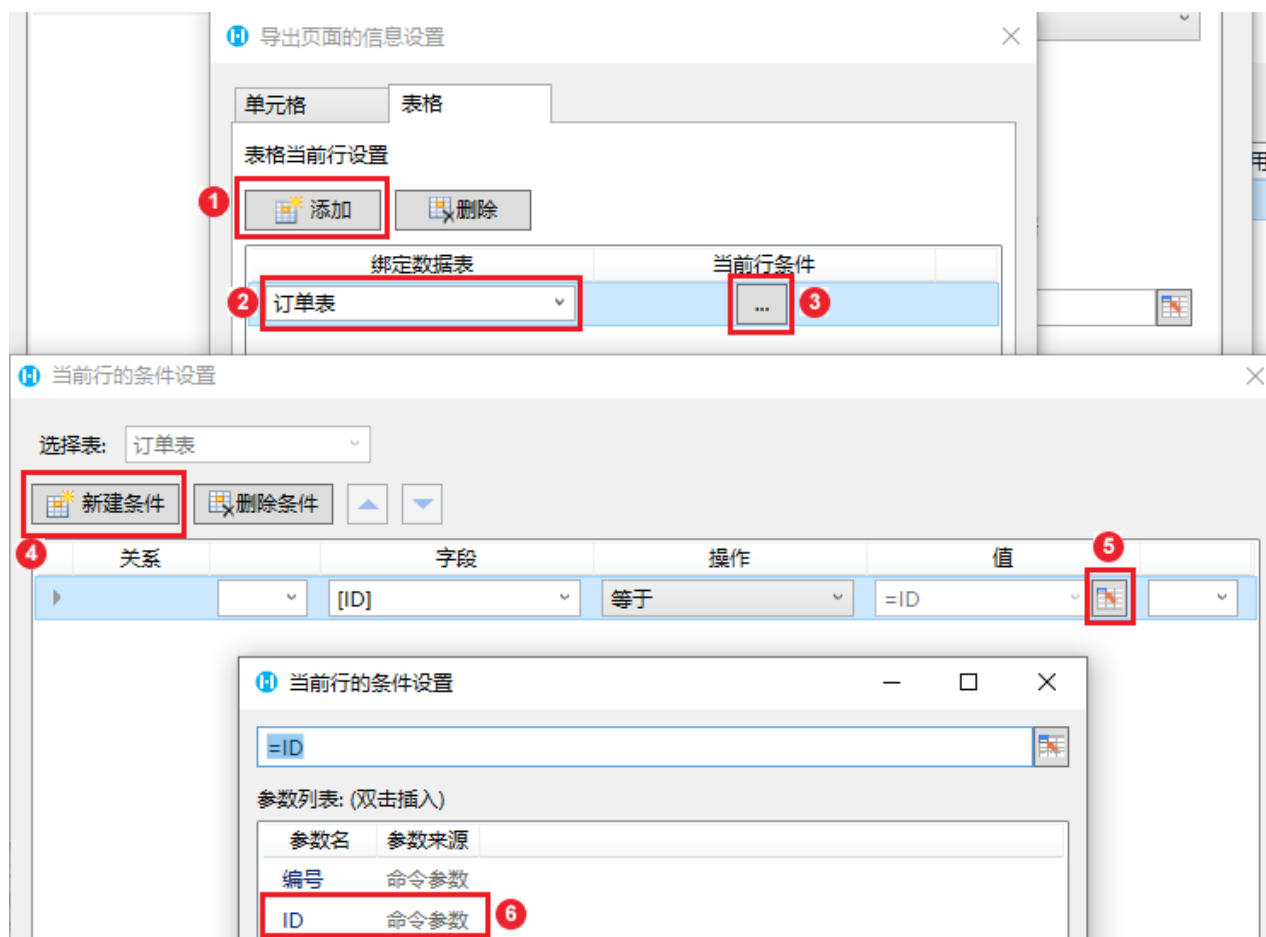 导出页面的信息设置
单元格 表格
表格当前行设置
1 添加 删除
用
绑定数据表 当前行条件
2 订单表 ... 3
当前行的条件设置
选择表: 订单表
新建条件 删除条件
4 关系 字段 操作 值 5
[ID] 等于 =ID
当前行的条件设置
=ID
参数列表: (双击插入)
参数名 参数来源
编号 命令参数
ID 命令参数 6